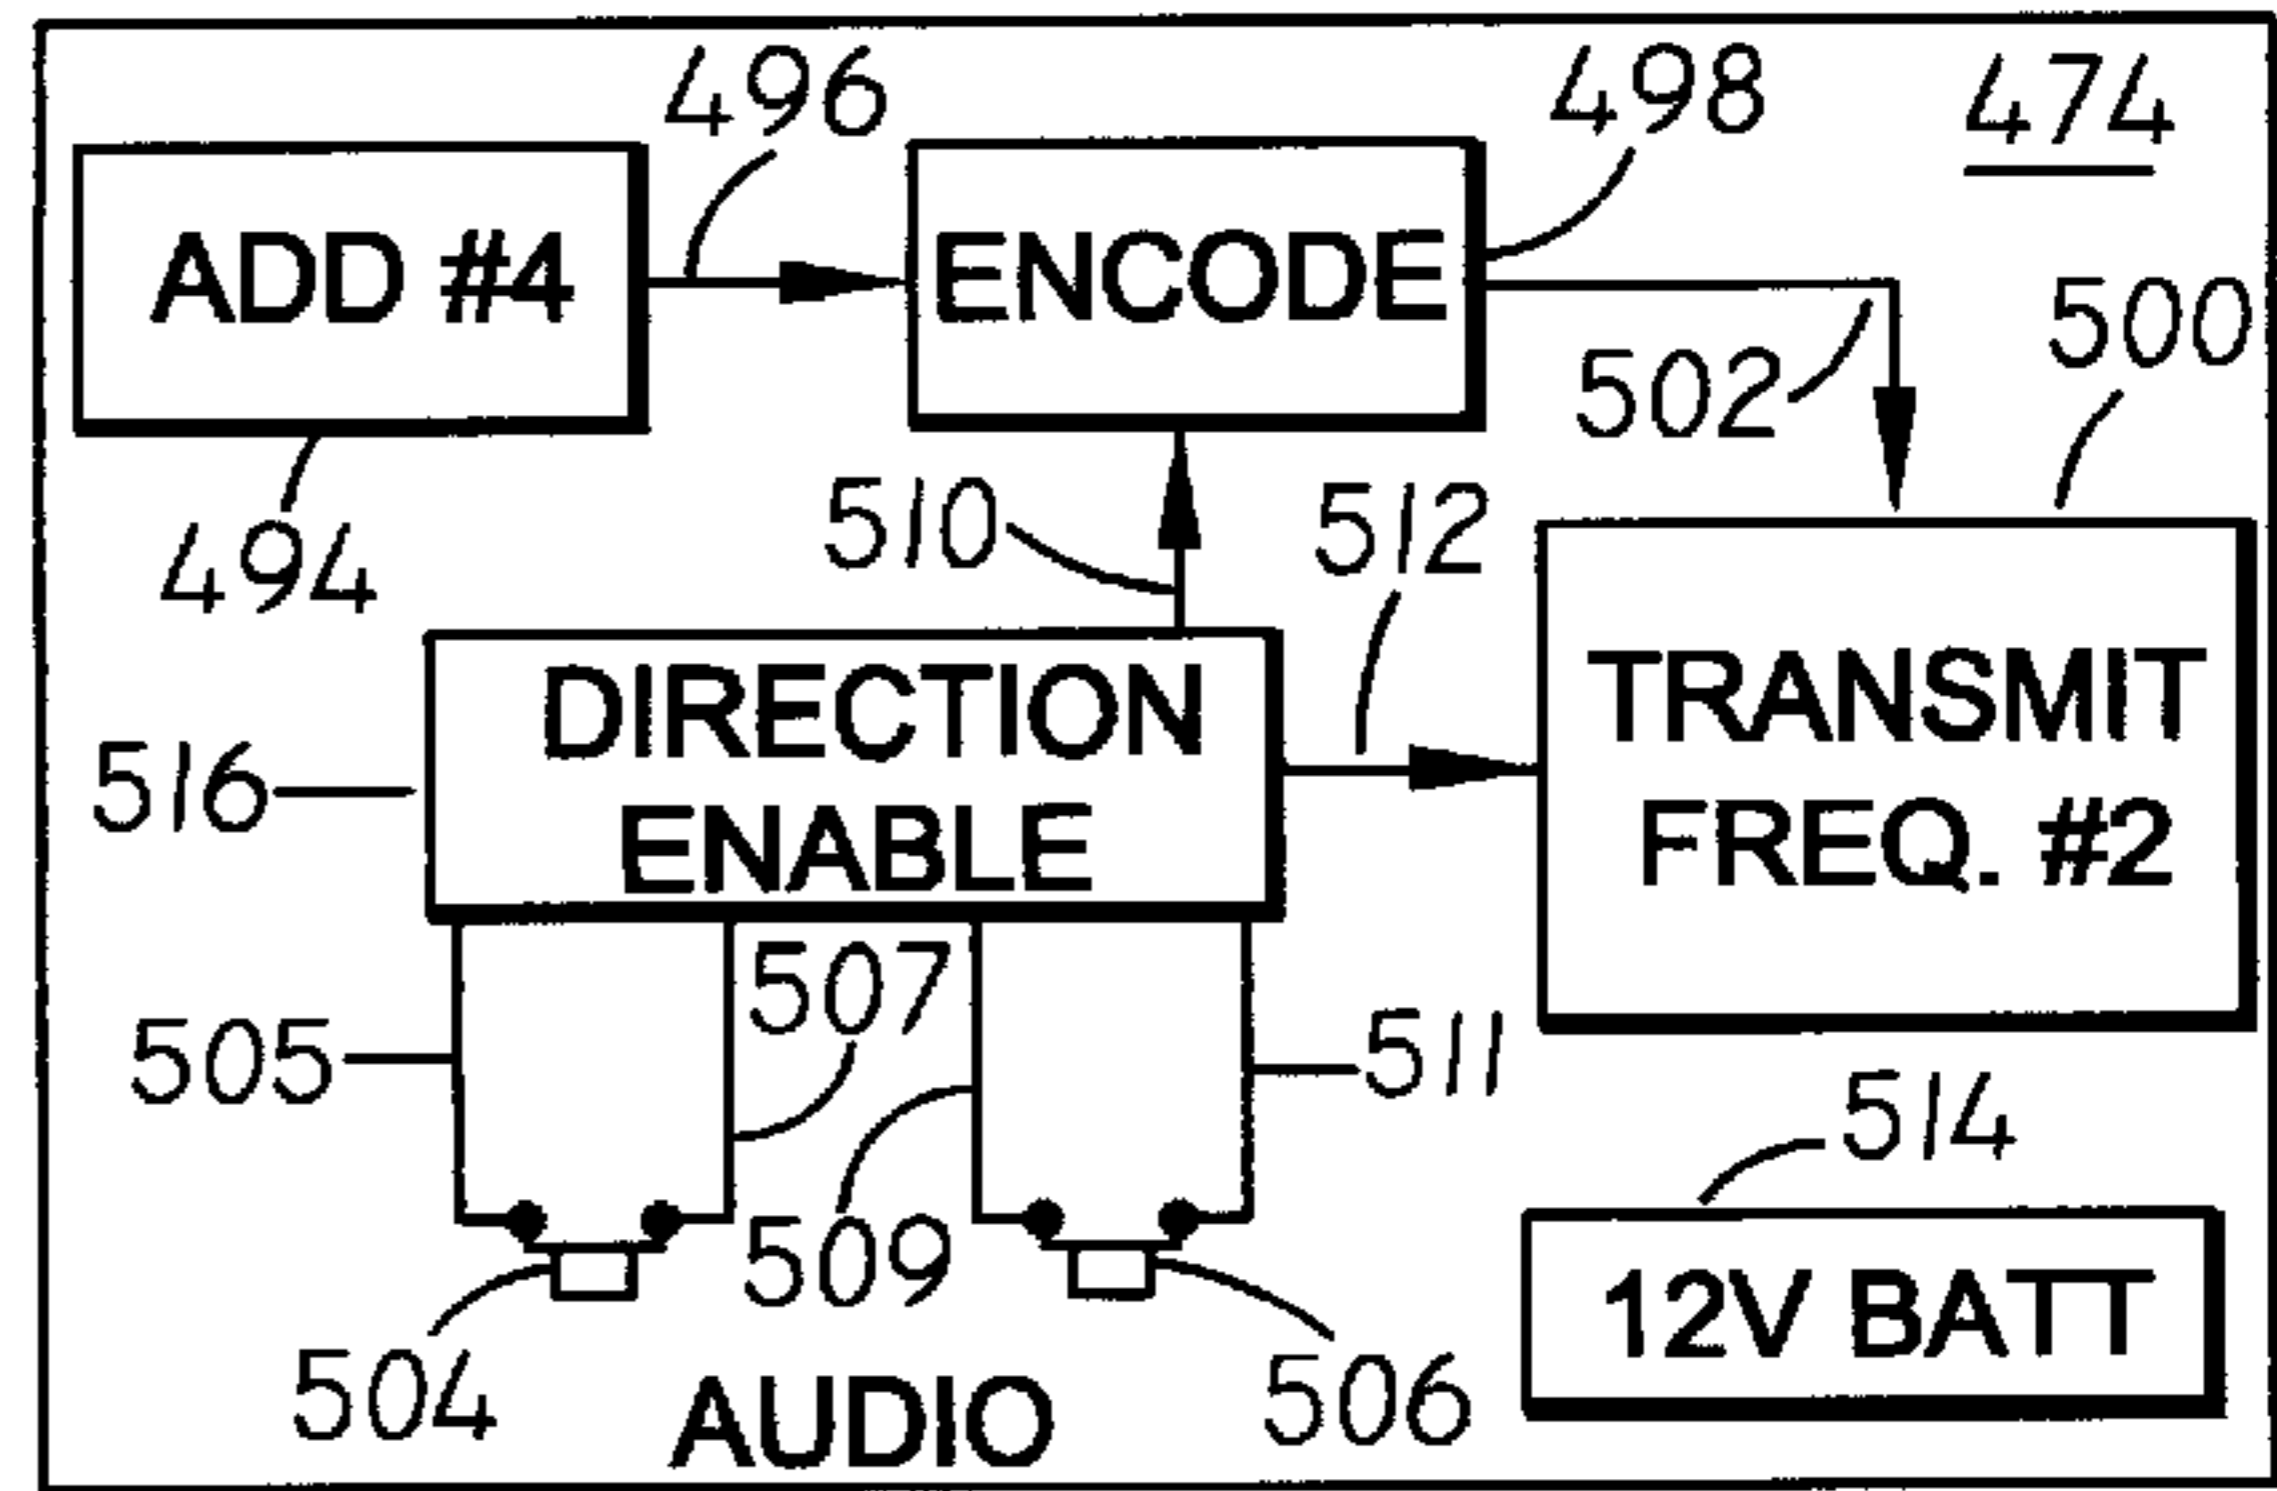 496
498
474
ADD #4
ENCODE
500
502
494
510
512
DIRECTION
ENABLE
516
TRANSMIT
FREQ. #2
507
505
511
509
514
504
506
12V BATT
AUDIO